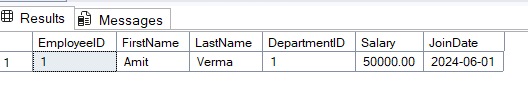 Results Messages
EmployeeID FirstName LastName DepartmentID Salary JoinDate
1 1 Amit Verma 1 50000.00 2024-06-01